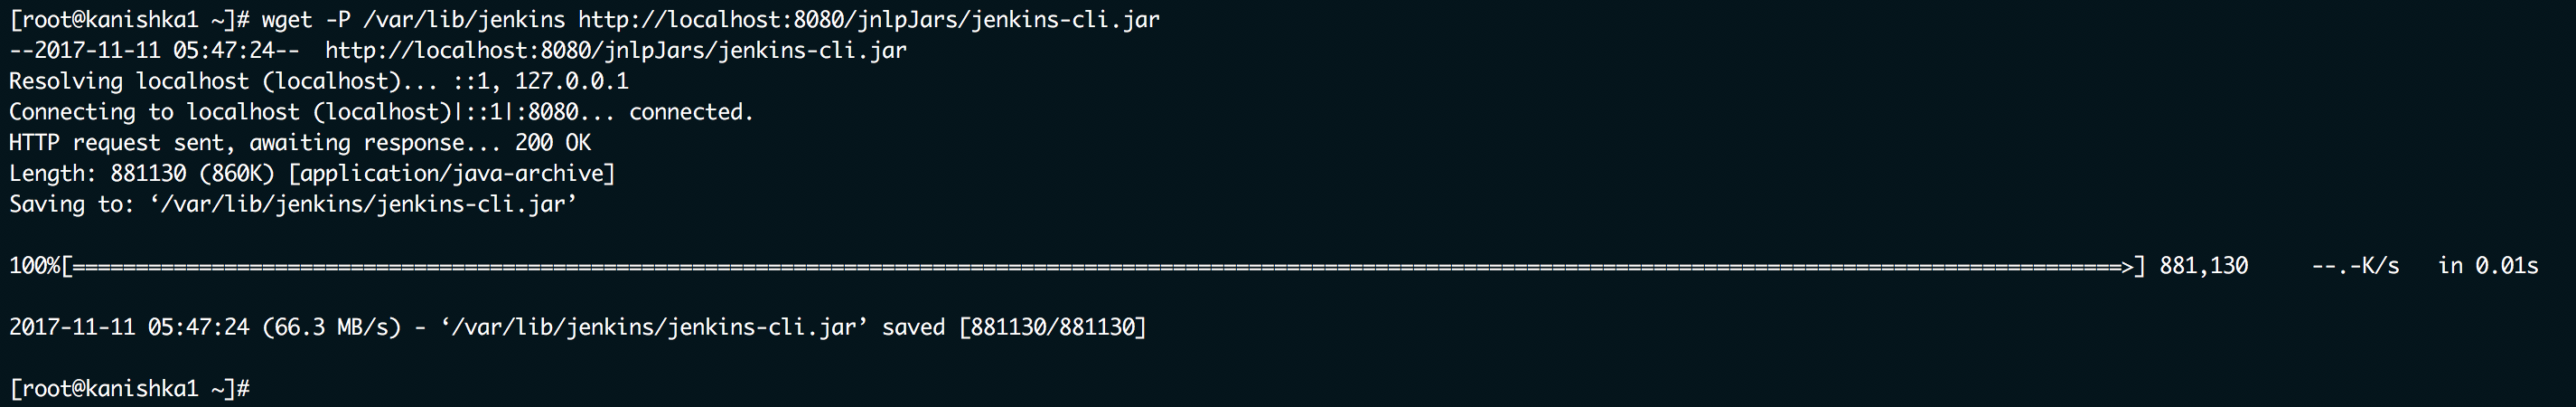 [root@kanishka1 ~]# wget -P /var/lib/jenkins http://localhost:8080/jnlpJars/jenkins-cli.jar
--2017-11-11 05:47:24--  http://localhost:8080/jnlpJars/jenkins-cli.jar
Resolving localhost (localhost)... ::1, 127.0.0.1
Connecting to localhost (localhost)|::1|:8080... connected.
HTTP request sent, awaiting response... 200 OK
Length: 881130 (860K) [application/java-archive]
Saving to: ‘/var/lib/jenkins/jenkins-cli.jar’
100%[==================================================================================================================================================================>] 881,130     --.-K/s   in 0.01s
2017-11-11 05:47:24 (66.3 MB/s) - ‘/var/lib/jenkins/jenkins-cli.jar’ saved [881130/881130]
[root@kanishka1 ~]#